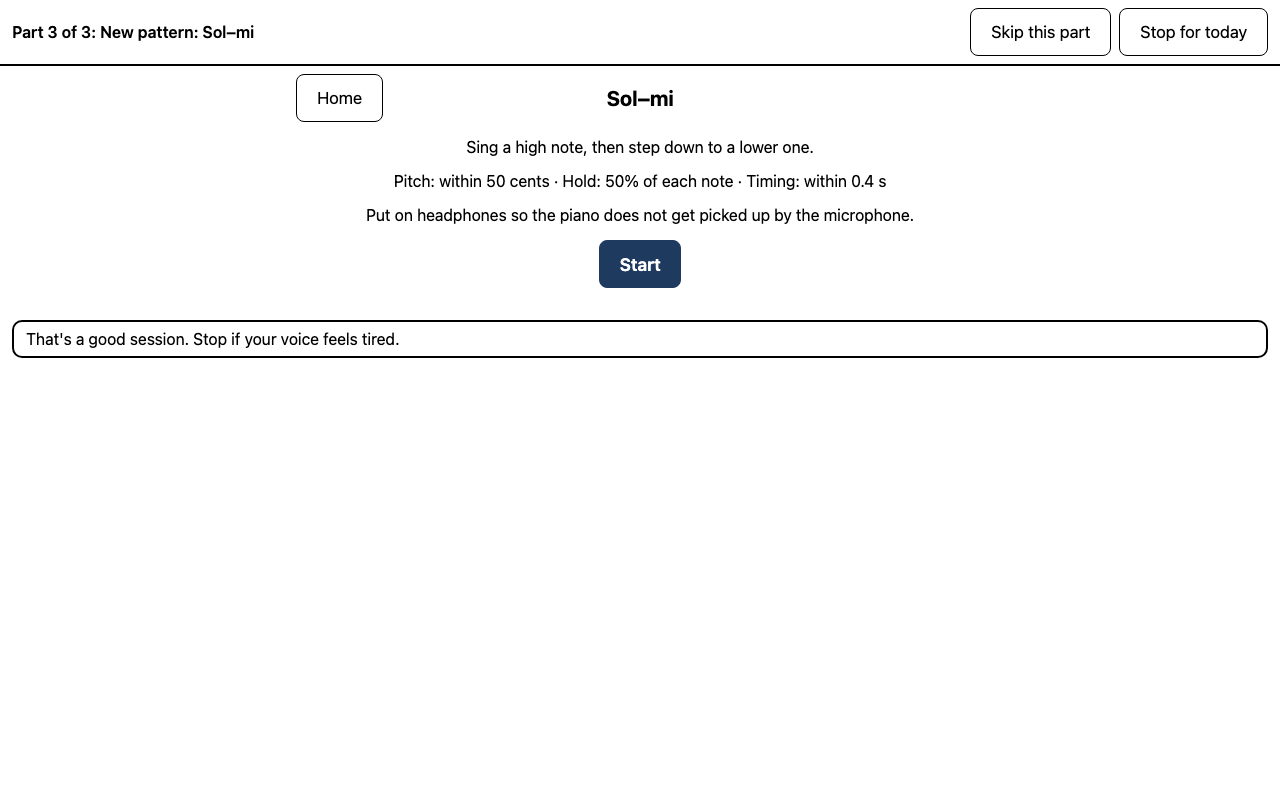 Part 3 of 3: New pattern: Sol–mi
Skip this part
Stop for today
Home
Sol–mi
Sing a high note, then step down to a lower one.
Pitch: within 50 cents · Hold: 50% of each note · Timing: within 0.4 s
Put on headphones so the piano does not get picked up by the microphone.
Start
That's a good session. Stop if your voice feels tired.